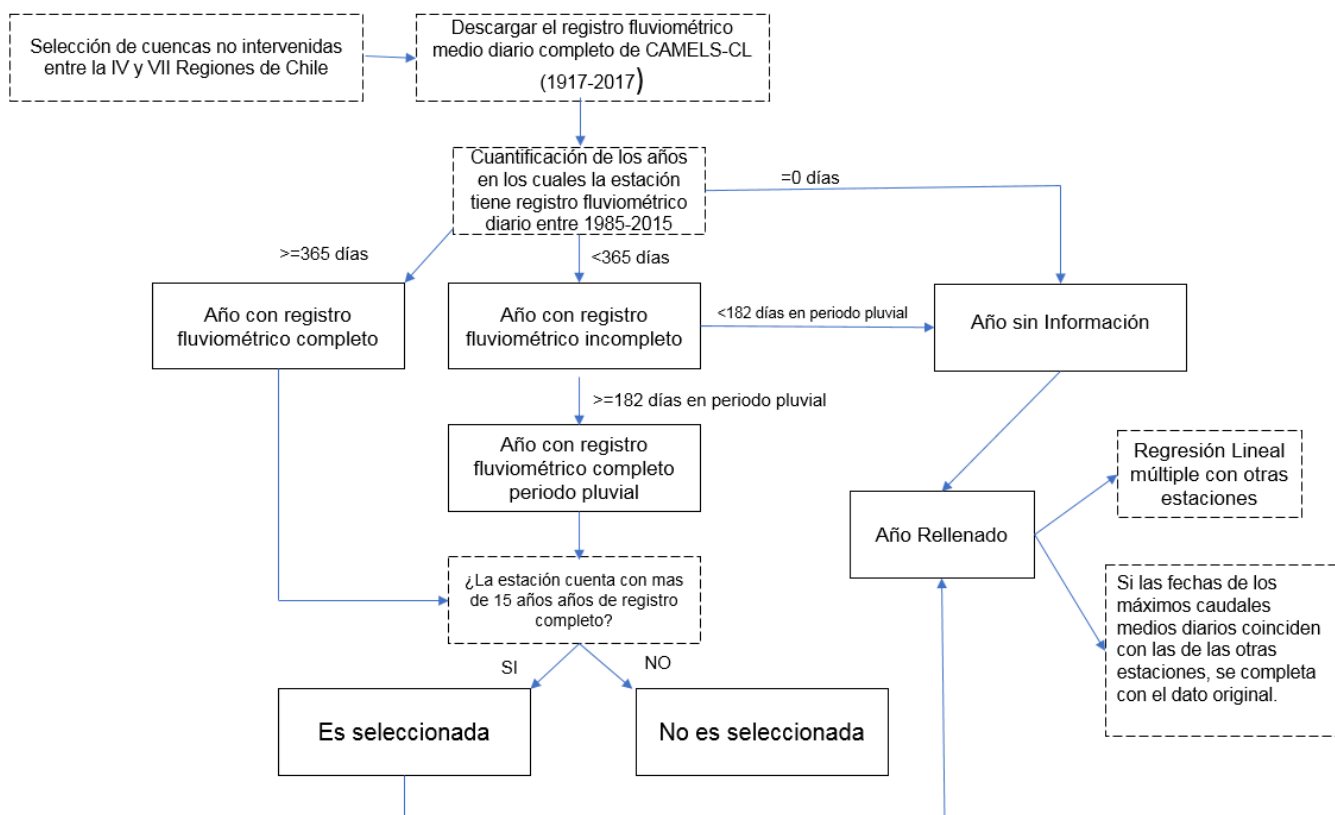 Selección de cuencas no intervenidas
entre la IV y VII Regiones de Chile
Descargar el registro fluviométrico
medio diario completo de CAMELS-CL
(1917-2017)
Cuantificación de los años
en los cuales la estación
tiene registro fluviométrico
diario entre 1985-2015
=0 días
>=365 días
<365 días
Año con registro
fluviométrico completo
Año con registro
fluviométrico incompleto
<182 días en periodo pluvial
Año sin Información
>=182 días en periodo pluvial
Año con registro
fluviométrico completo
periodo pluvial
Regresión Lineal
múltiple con otras
estaciones
Año Rellenado
¿La estación cuenta con mas
de 15 años años de registro
completo?
Si las fechas de los
máximos caudales
medios diarios coinciden
con las de las otras
estaciones, se completa
con el dato original.
SI
NO
Es seleccionada
No es seleccionada